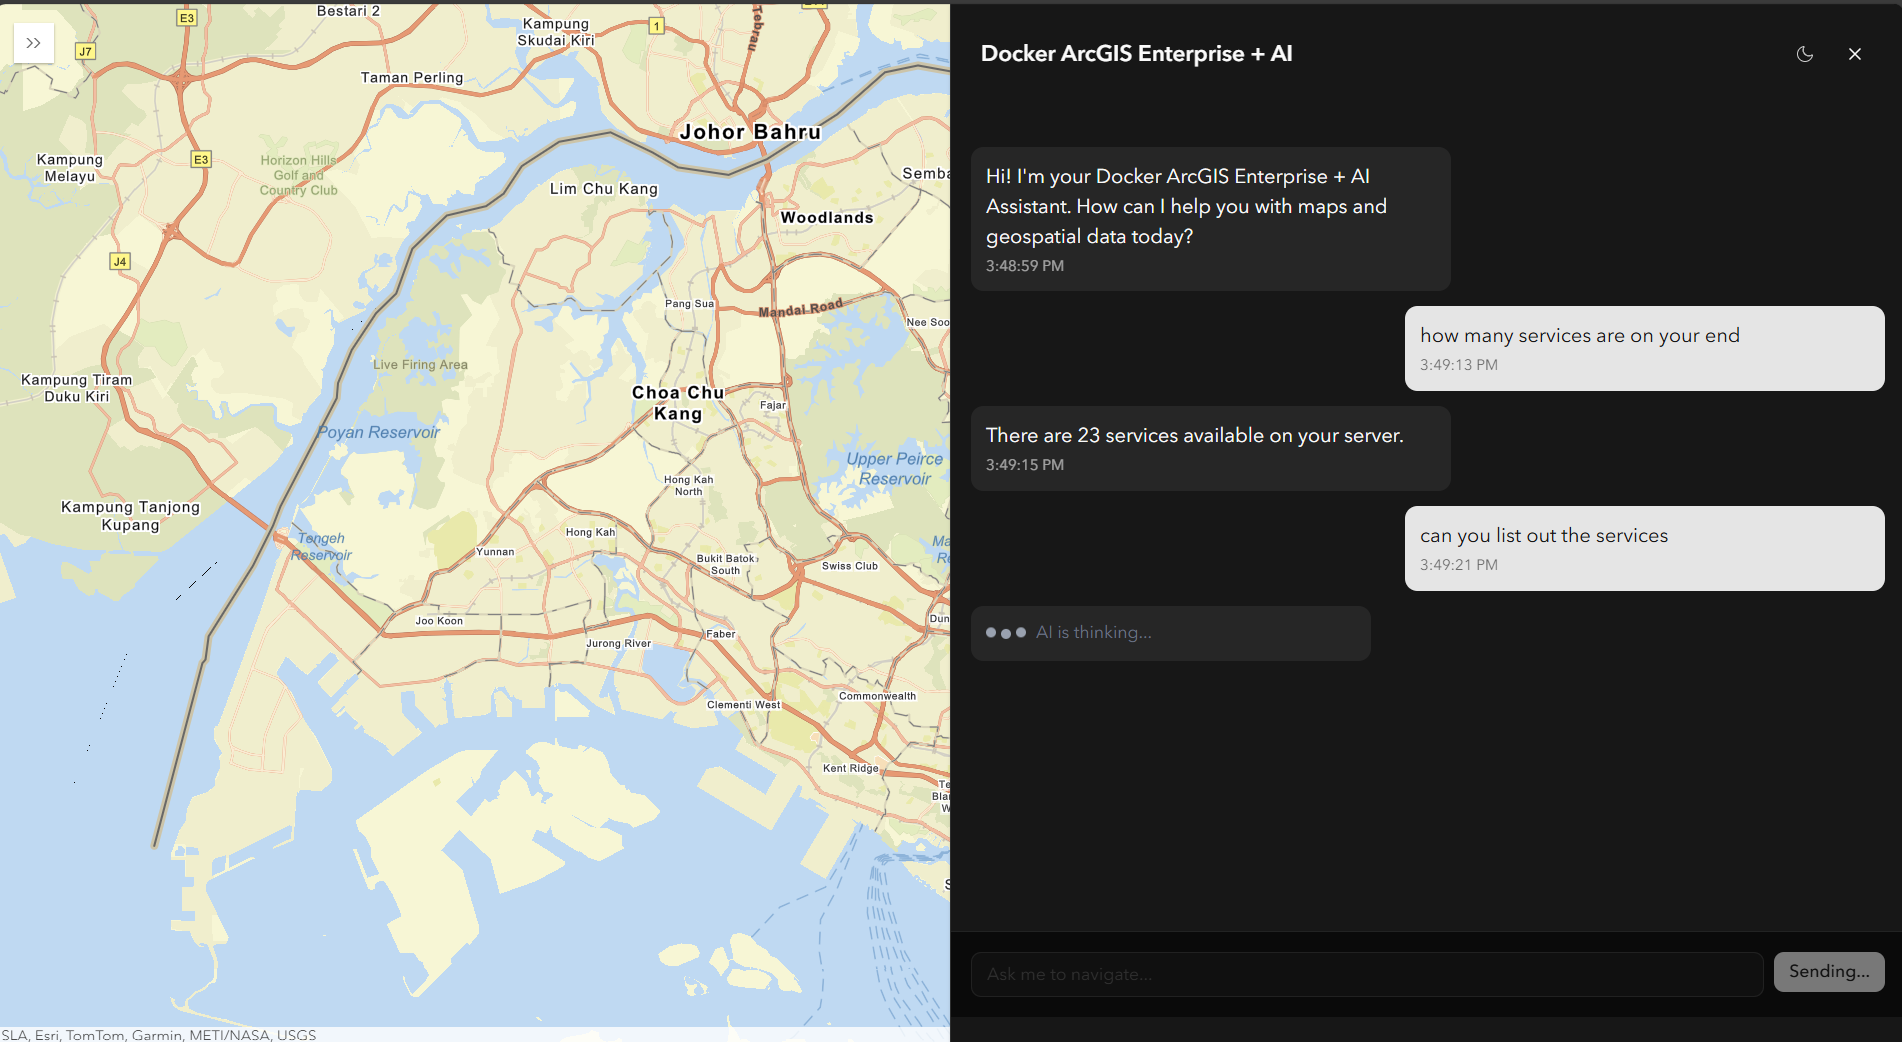 Bestari 2
E3
1
Kampung
Skudai Kiri
Tebrau
J7
Taman Perling
Johor Bahru
Kampung
Melayu
E3
Horizon Hills
Golf and
Country Club
Lim Chu Kang
Semba
Woodlands
J4
Pang Sua
Mandai Road
Nee Soo
Live Firing Area
Kampung Tiram
Duku Kiri
Choa Chu
Kang
Fajar
Poyan Reservoir
Upper Peirce
Reservoir
Hong Kah
North
Kampung Tanjong
Kupang
Tengeh
Reservoir
Hong Kah
Yunnan
Bukit Batok
South
Swiss Club
Ma
Re
Joo Koon
Jurong River
Faber
Dun
Commonwealth
Clementi West
Kent Ridge
Te
Bla
W
S
SLA, Esri, TomTom, Garmin, METI/NASA, USGS
Docker ArcGIS Enterprise + AI
Hi! I'm your Docker ArcGIS Enterprise + AI
Assistant. How can I help you with maps and
geospatial data today?
3:48:59 PM
how many services are on your end
3:49:13 PM
There are 23 services available on your server.
3:49:15 PM
can you list out the services
3:49:21 PM
AI is thinking...
Ask me to navigate...
Sending...